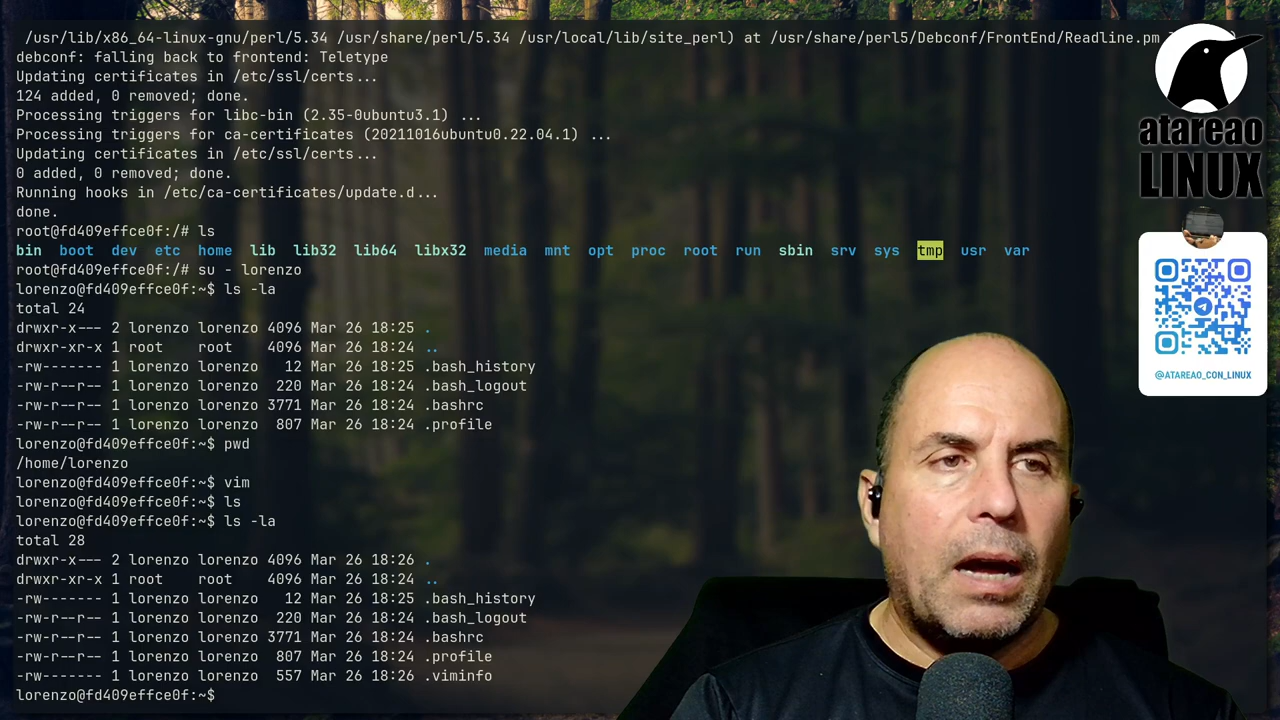 /usr/lib/x86_64-linux-gnu/perl/5.34 /usr/share/perl/5.34 /usr/local/lib/site_perl) at /usr/share/perl5/Debconf/FrontEnd/Readline.pm
debconf: falling back to frontend: Teletype
Updating certificates in /etc/ssl/certs...
124 added, 0 removed; done.
Processing triggers for libc-bin (2.35-0ubuntu3.1) ...
Processing triggers for ca-certificates (20211016ubuntu0.22.04.1) ...
Updating certificates in /etc/ssl/certs...
0 added, 0 removed; done.
Running hooks in /etc/ca-certificates/update.d...
done.
root@fd409effce0f:/# ls
bin boot dev etc home lib lib32 lib64 libx32 media mnt opt proc root run sbin srv sys tmp usr var
root@fd409effce0f:/# su - lorenzo
lorenzo@fd409effce0f:~$ ls -la
total 24
drwxr-x--- 2 lorenzo lorenzo 4096 Mar 26 18:25 .
drwxr-xr-x 1 root root 4096 Mar 26 18:24 ..
-rw------- 1 lorenzo lorenzo 12 Mar 26 18:25 .bash_history
-rw-r--r-- 1 lorenzo lorenzo 220 Mar 26 18:24 .bash_logout
-rw-r--r-- 1 lorenzo lorenzo 3771 Mar 26 18:24 .bashrc
-rw-r--r-- 1 lorenzo lorenzo 807 Mar 26 18:24 .profile
lorenzo@fd409effce0f:~$ pwd
/home/lorenzo
lorenzo@fd409effce0f:~$ vim
lorenzo@fd409effce0f:~$ ls
lorenzo@fd409effce0f:~$ ls -la
total 28
drwxr-x--- 2 lorenzo lorenzo 4096 Mar 26 18:26 .
drwxr-xr-x 1 root root 4096 Mar 26 18:24 ..
-rw------- 1 lorenzo lorenzo 12 Mar 26 18:25 .bash_history
-rw-r--r-- 1 lorenzo lorenzo 220 Mar 26 18:24 .bash_logout
-rw-r--r-- 1 lorenzo lorenzo 3771 Mar 26 18:24 .bashrc
-rw-r--r-- 1 lorenzo lorenzo 807 Mar 26 18:24 .profile
-rw------- 1 lorenzo lorenzo 557 Mar 26 18:26 .viminfo
lorenzo@fd409effce0f:~$
atareao
LINUX
@ATAREAO_CON_LINUX